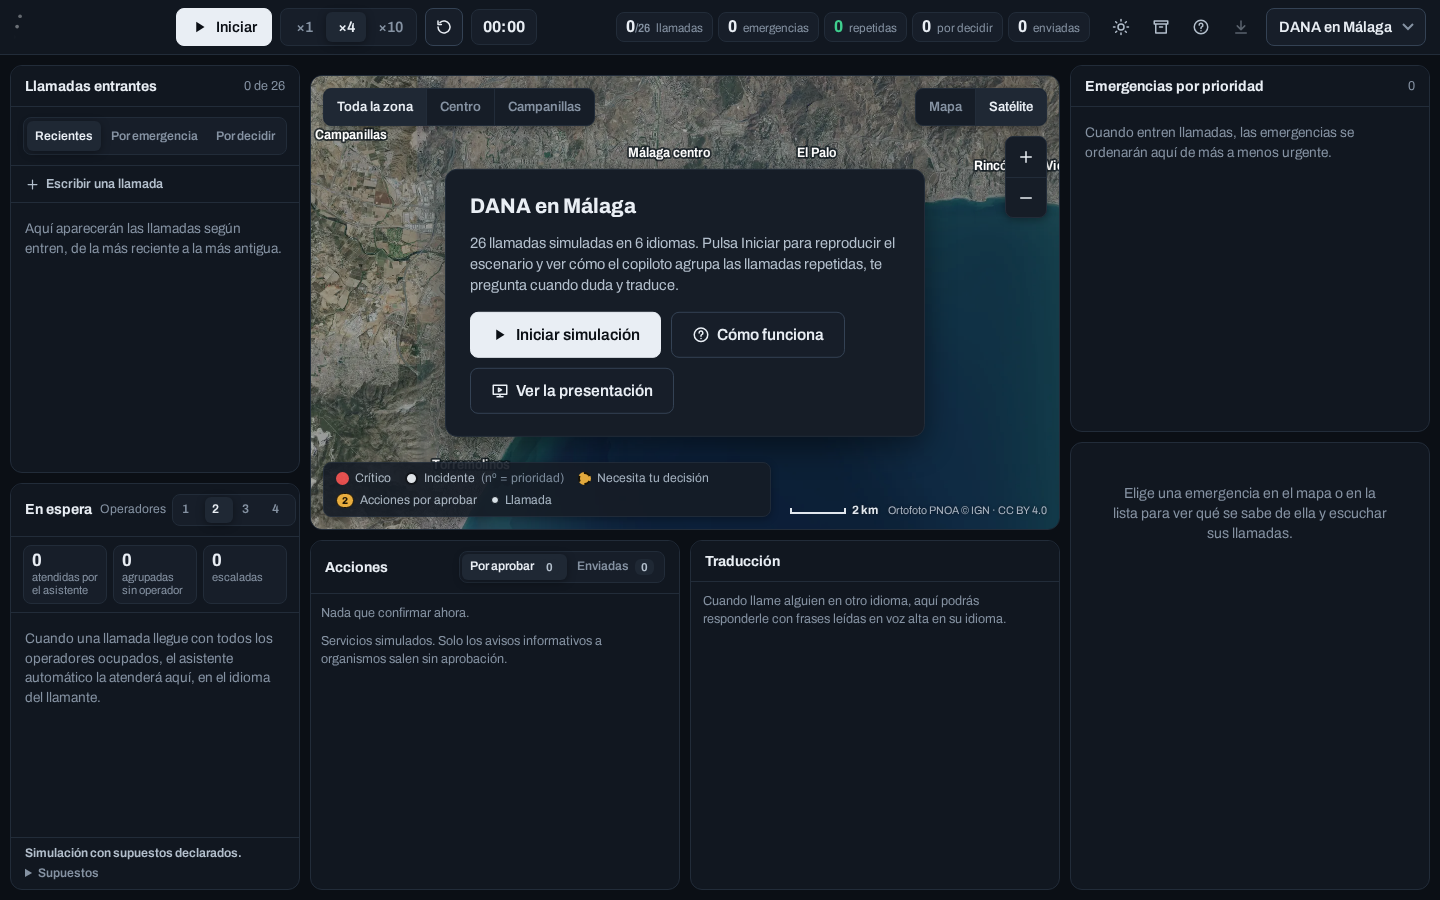 Iniciar
×1 ×4 ×10
00:00
0/26 llamadas
0 emergencias
0 repetidas
0 por decidir
0 enviadas
DANA en Málaga
Llamadas entrantes
0 de 26
Recientes
Por emergencia
Por decidir
Escribir una llamada
Aquí aparecerán las llamadas según
entren, de la más reciente a la más antigua.
En espera
Operadores
1 2 3 4
0
atendidas por
el asistente
0
agrupadas
sin operador
0
escaladas
Cuando una llamada llegue con todos los
operadores ocupados, el asistente
automático la atenderá aquí, en el idioma
del llamante.
Simulación con supuestos declarados.
Supuestos
Toda la zona
Centro
Campanillas
Mapa
Satélite
Campanillas
Málaga centro
El Palo
+
−
DANA en Málaga
26 llamadas simuladas en 6 idiomas. Pulsa Iniciar para reproducir el
escenario y ver cómo el copiloto agrupa las llamadas repetidas, te
pregunta cuando duda y traduce.
Iniciar simulación
Cómo funciona
Ver la presentación
Torremolinos
Crítico
Incidente (nº = prioridad)
Necesita tu decisión
2 Acciones por aprobar
Llamada
2 km
Ortofoto PNOA © IGN · CC BY 4.0
Acciones
Por aprobar 0
Enviadas 0
Nada que confirmar ahora.
Servicios simulados. Solo los avisos informativos a
organismos salen sin aprobación.
Traducción
Cuando llame alguien en otro idioma, aquí podrás
responderle con frases leídas en voz alta en su idioma.
Emergencias por prioridad
0
Cuando entren llamadas, las emergencias se
ordenarán aquí de más a menos urgente.
Elige una emergencia en el mapa o en la
lista para ver qué se sabe de ella y escuchar
sus llamadas.